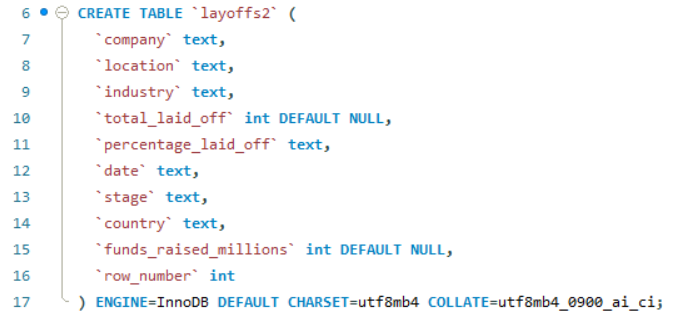 6 CREATE TABLE `layoffs2` (
7 `company` text,
8 `location` text,
9 `industry` text,
10 `total_laid_off` int DEFAULT NULL,
11 `percentage_laid_off` text,
12 `date` text,
13 `stage` text,
14 `country` text,
15 `funds_raised_millions` int DEFAULT NULL,
16 `row_number` int
17 ) ENGINE=InnoDB DEFAULT CHARSET=utf8mb4 COLLATE=utf8mb4_0900_ai_ci;